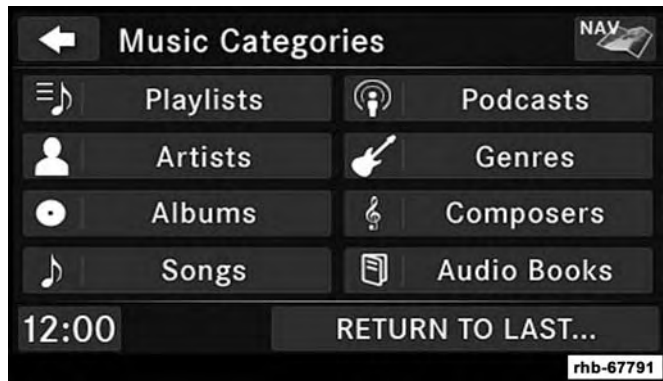 Music Categories NAV
Playlists Podcasts
Artists Genres
Albums Composers
Songs Audio Books
12:00 RETURN TO LAST...
rhb-67791